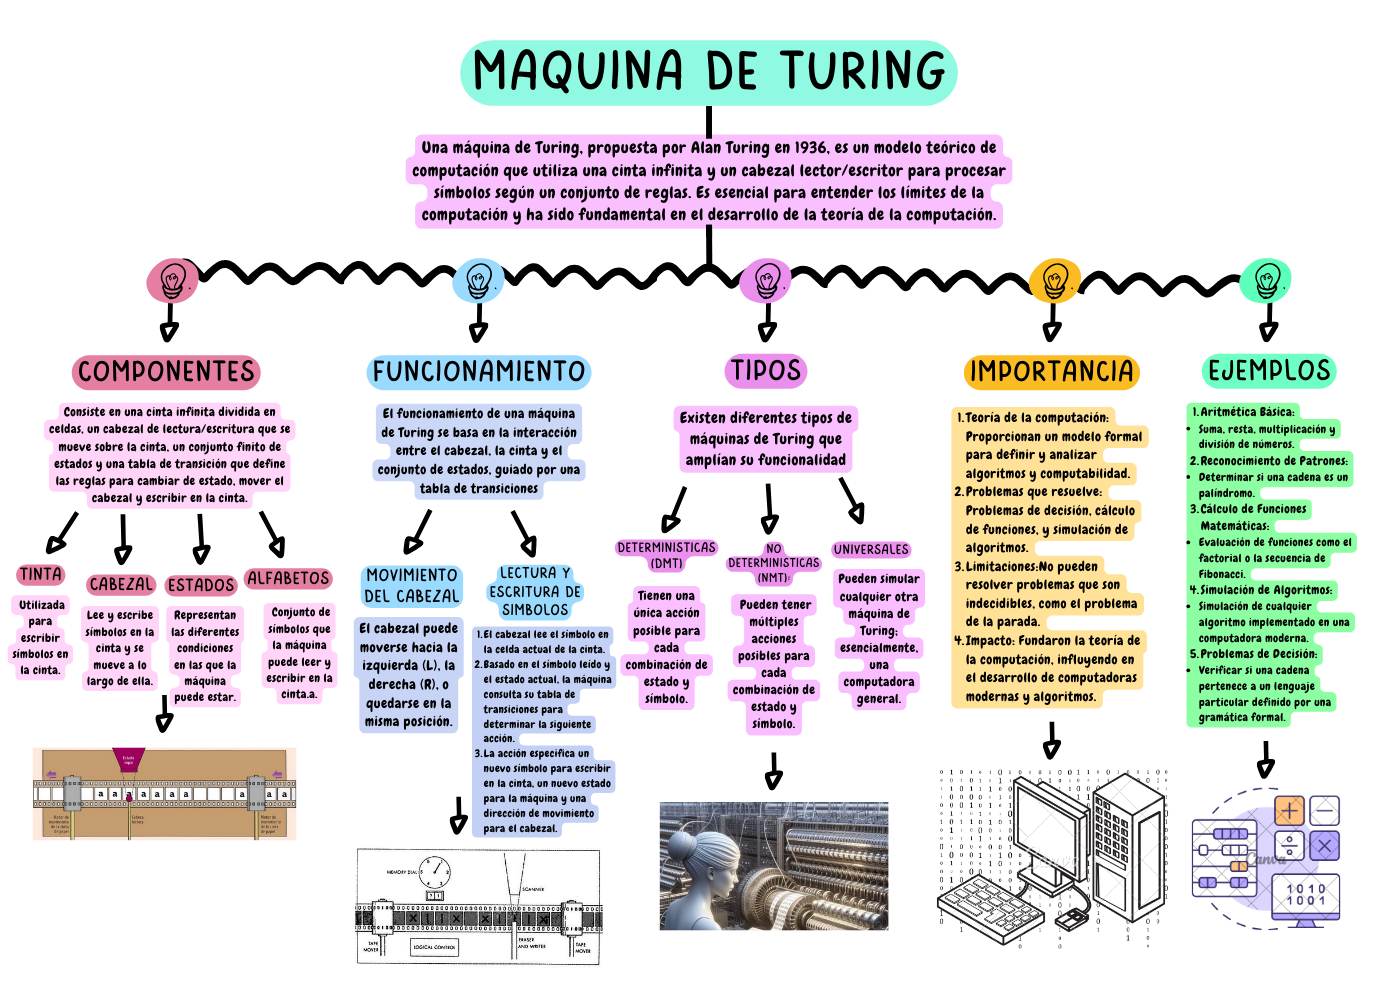 MAQUINA DE TURING
Una máquina de Turing, propuesta por Alan Turing en 1936, es un modelo teórico de
computación que utiliza una cinta infinita y un cabezal lector/escritor para procesar
símbolos según un conjunto de reglas. Es esencial para entender los límites de la
computación y ha sido fundamental en el desarrollo de la teoría de la computación.
COMPONENTES
Consiste en una cinta infinita dividida en
celdas, un cabezal de lectura/escritura que se
mueve sobre la cinta, un conjunto finito de
estados y una tabla de transición que define
las reglas para cambiar de estado, mover el
cabezal y escribir en la cinta.
TINTA
Utilizada
para
escribir
símbolos en
la cinta.
CABEZAL
Lee y escribe
símbolos en la
cinta y se
mueve a lo
largo de ella.
ESTADOS
Representan
las diferentes
condiciones
en las que la
máquina
puede estar.
ALFABETOS
Conjunto de
símbolos que
la máquina
puede leer y
escribir en la
cinta.a.
a a a a a a a a a a
FUNCIONAMIENTO
El funcionamiento de una máquina
de Turing se basa en la interacción
entre el cabezal, la cinta y el
conjunto de estados, guiado por una
tabla de transiciones
MOVIMIENTO
DEL CABEZAL
El cabezal puede
moverse hacia la
izquierda (L), la
derecha (R), o
quedarse en la
misma posición.
LECTURA Y
ESCRITURA DE
SIMBOLOS
1. El cabezal lee el símbolo en
la celda actual de la cinta.
2. Basado en el símbolo leído y
el estado actual, la máquina
consulta su tabla de
transiciones para
determinar la siguiente
acción.
3. La acción especifica un
nuevo símbolo para escribir
en la cinta, un nuevo estado
para la máquina y una
dirección de movimiento
para el cabezal.
MEMORY DIAL
SCANNER
TAPE
MOVER
LOGICAL CONTROL
ERASER
AND WRITER
TAPE
MOVER
TIPOS
Existen diferentes tipos de
máquinas de Turing que
amplían su funcionalidad
DETERMINISTICAS
(DMT)
Tienen una
única acción
posible para
cada
combinación de
estado y
símbolo.
NO
DETERMINISTICAS
(NMT):
Pueden tener
múltiples
acciones
posibles para
cada
combinación de
estado y
símbolo.
UNIVERSALES
Pueden simular
cualquier otra
máquina de
Turing;
esencialmente,
una
computadora
general.
IMPORTANCIA
1. Teoría de la computación:
Proporcionan un modelo formal
para definir y analizar
algoritmos y computabilidad.
2. Problemas que resuelve:
Problemas de decisión, cálculo
de funciones, y simulación de
algoritmos.
3. Limitaciones:No pueden
resolver problemas que son
indecidibles, como el problema
de la parada.
4. Impacto: Fundaron la teoría de
la computación, influyendo en
el desarrollo de computadoras
modernas y algoritmos.
EJEMPLOS
1. Aritmética Básica:
• Suma, resta, multiplicación y
división de números.
2. Reconocimiento de Patrones:
• Determinar si una cadena es un
palíndromo.
3. Cálculo de Funciones
Matemáticas:
• Evaluación de funciones como el
factorial o la secuencia de
Fibonacci.
4. Simulación de Algoritmos:
• Simulación de cualquier
algoritmo implementado en una
computadora moderna.
5. Problemas de Decisión:
• Verificar si una cadena
pertenece a un lenguaje
particular definido por una
gramática formal.
Canva
1010
1001